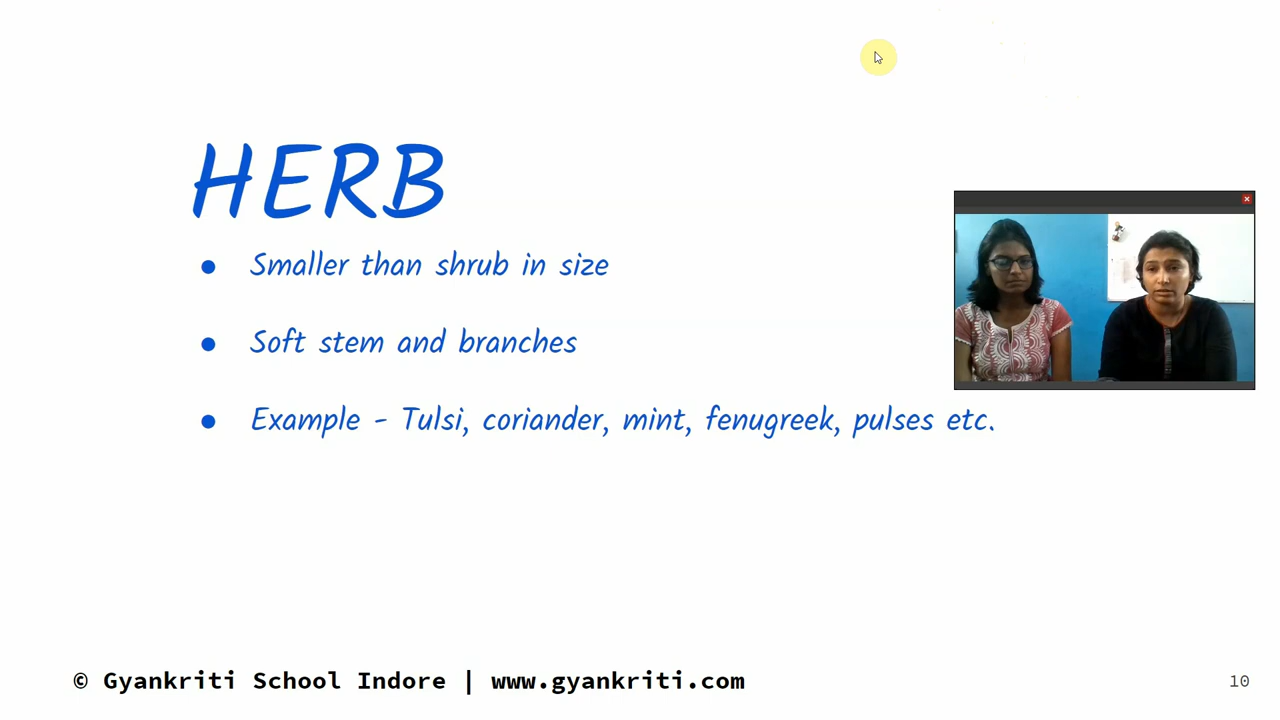 HERB
● Smaller than shrub in size
● Soft stem and branches
● Example - Tulsi, coriander, mint, fenugreek, pulses etc.
© Gyankriti School Indore | www.gyankriti.com
10